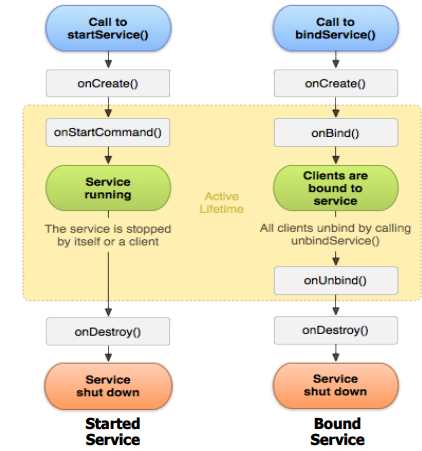 Call to
startService()
onCreate()
onStartCommand()
Service
running
The service is stopped
by itself or a client
onDestroy()
Service
shut down
Started
Service
Active
Lifetime
Call to
bindService()
onCreate()
onBind()
Clients are
bound to
service
All clients unbind by calling
unbindService()
onUnbind()
onDestroy()
Service
shut down
Bound
Service